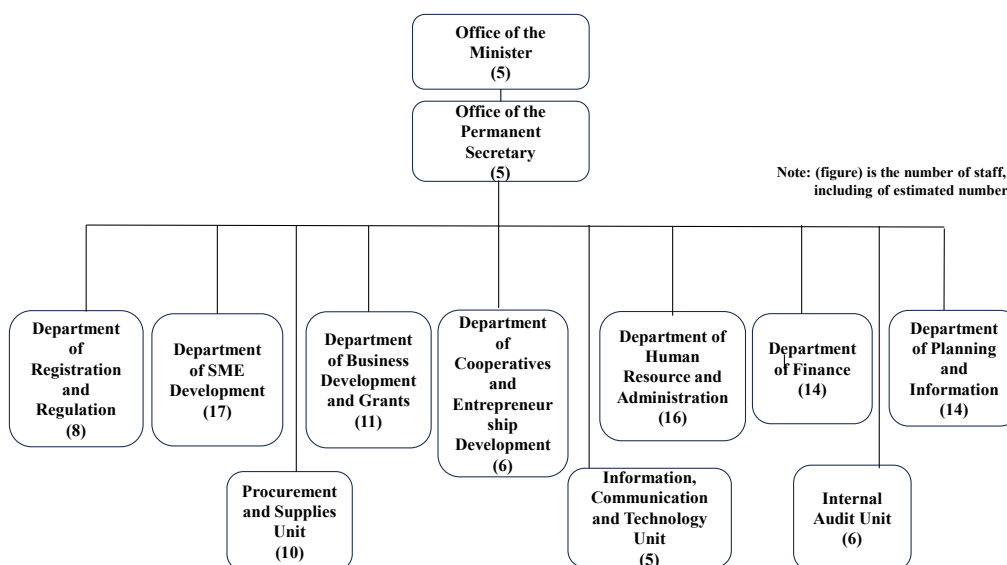 Office of the
Minister
(5)
Office of the
Permanent
Secretary
(5)
Note: (figure) is the number of staff,
including of estimated number
Department
of
Registration
and
Regulation
(8)
Department
of SME
Development
(17)
Department
of Business
Development
and Grants
(11)
Department
of
Cooperatives
and
Entrepreneur
ship
Development
(6)
Department of
Human
Resource and
Administration
(16)
Department
of Finance
(14)
Department
of Planning
and
Information
(14)
Procurement
and Supplies
Unit
(10)
Information,
Communication
and Technology
Unit
(5)
Internal
Audit Unit
(6)